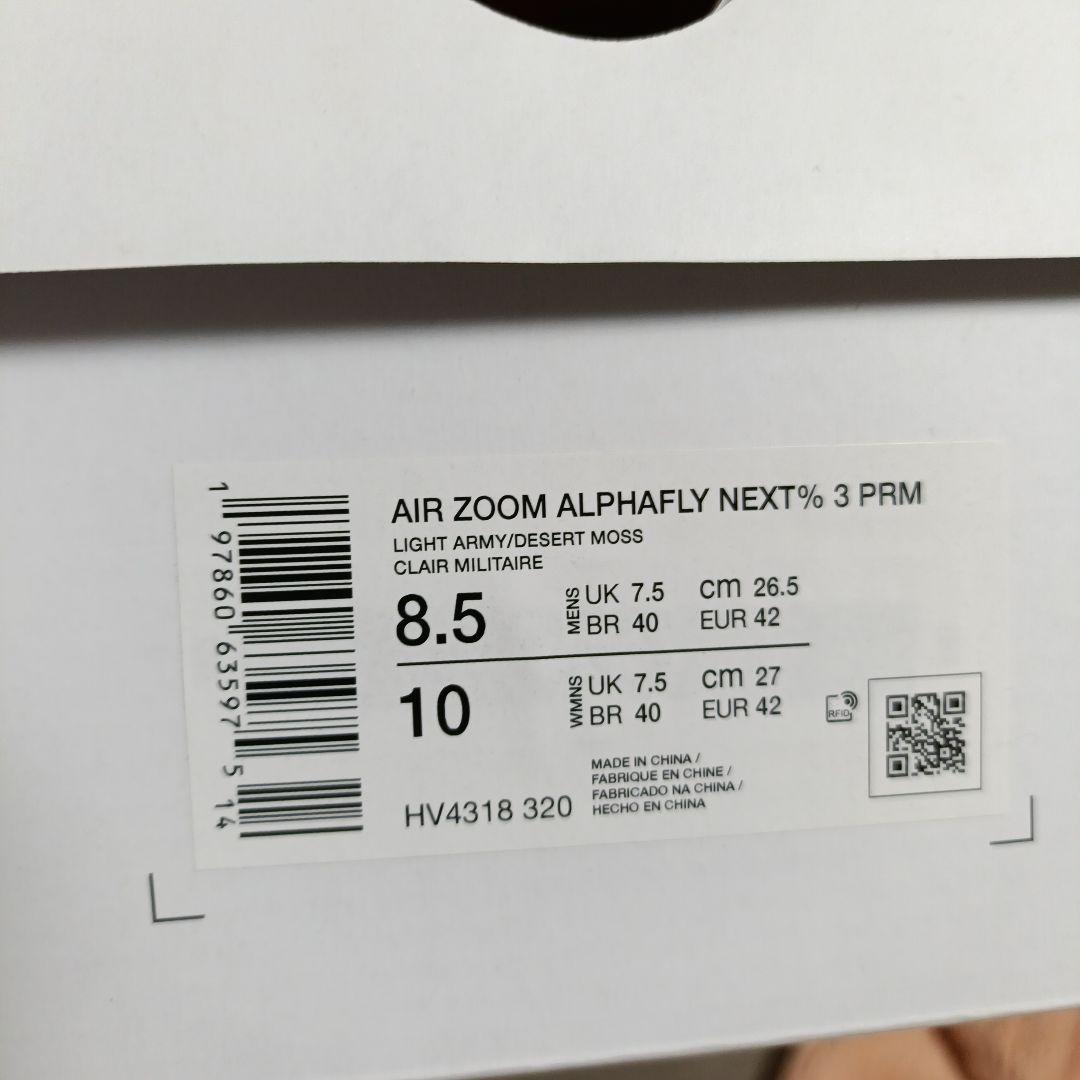 AIR ZOOM ALPHAFLY NEXT% 3 PRM
LIGHT ARMY/DESERT MOSS
CLAIR MILITAIRE
8.5 MENS UK 7.5 CM 26.5
BR 40 EUR 42
10 WMNS UK 7.5 CM 27
BR 40 EUR 42
RFID
MADE IN CHINA /
FABRIQUE EN CHINE /
FABRICADO NA CHINA /
HECHO EN CHINA
HV4318 320
1 97860 63597 5 14